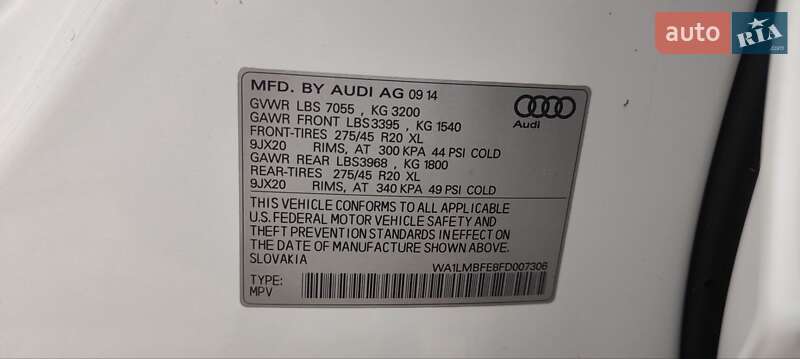 auto RIA.com
MFD. BY AUDI AG 09 14
GVWR LBS 7055 , KG 3200
GAWR FRONT LBS3395 , KG 1540
FRONT-TIRES 275/45 R20 XL
9JX20 RIMS, AT 300 KPA 44 PSI COLD
GAWR REAR LBS3968 , KG 1800
REAR-TIRES 275/45 R20 XL
9JX20 RIMS, AT 340 KPA 49 PSI COLD
Audi
THIS VEHICLE CONFORMS TO ALL APPLICABLE
U.S. FEDERAL MOTOR VEHICLE SAFETY AND
THEFT PREVENTION STANDARDS IN EFFECT ON
THE DATE OF MANUFACTURE SHOWN ABOVE.
SLOVAKIA
WA1LMBFE8FD007306
TYPE:
MPV